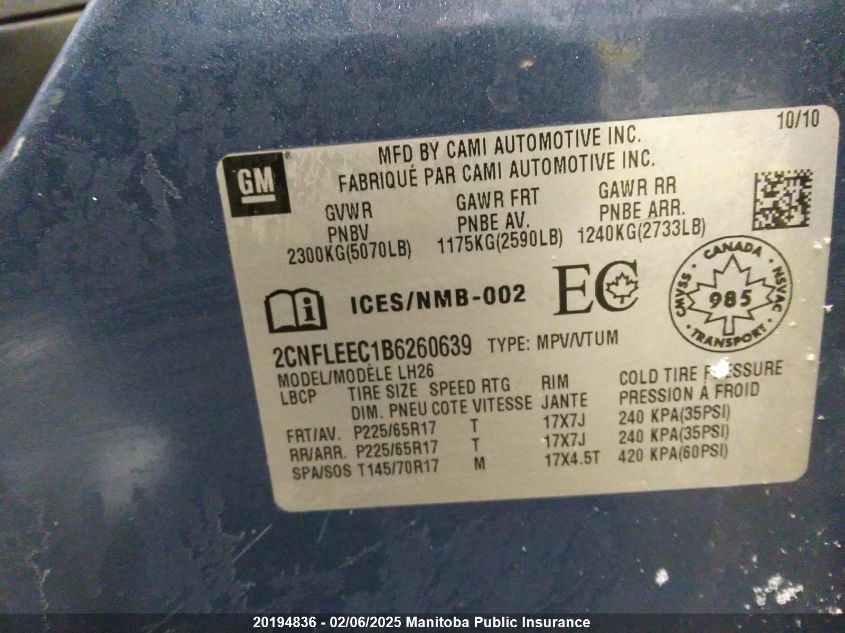 10/10
GM
MFD BY CAMI AUTOMOTIVE INC.
FABRIQUÉ PAR CAMI AUTOMOTIVE INC.
GVWR GAWR FRT GAWR RR
PNBV PNBE AV. PNBE ARR.
2300KG(5070LB) 1175KG(2590LB) 1240KG(2733LB)
ICES/NMB-002 EC
CANADA
CMVSS 985 NSVAC
TRANSPORT
2CNFLEEC1B6260639 TYPE: MPV/VTUM
MODEL/MODÈLE LH26
LBCP TIRE SIZE SPEED RTG RIM COLD TIRE PRESSURE
DIM. PNEU COTE VITESSE JANTE PRESSION À FROID
FRT/AV. P225/65R17 T 17X7J 240 KPA(35PSI)
RR/ARR. P225/65R17 T 17X7J 240 KPA(35PSI)
SPA/SOS T145/70R17 M 17X4.5T 420 KPA(60PSI)
20194836 - 02/06/2025 Manitoba Public Insurance